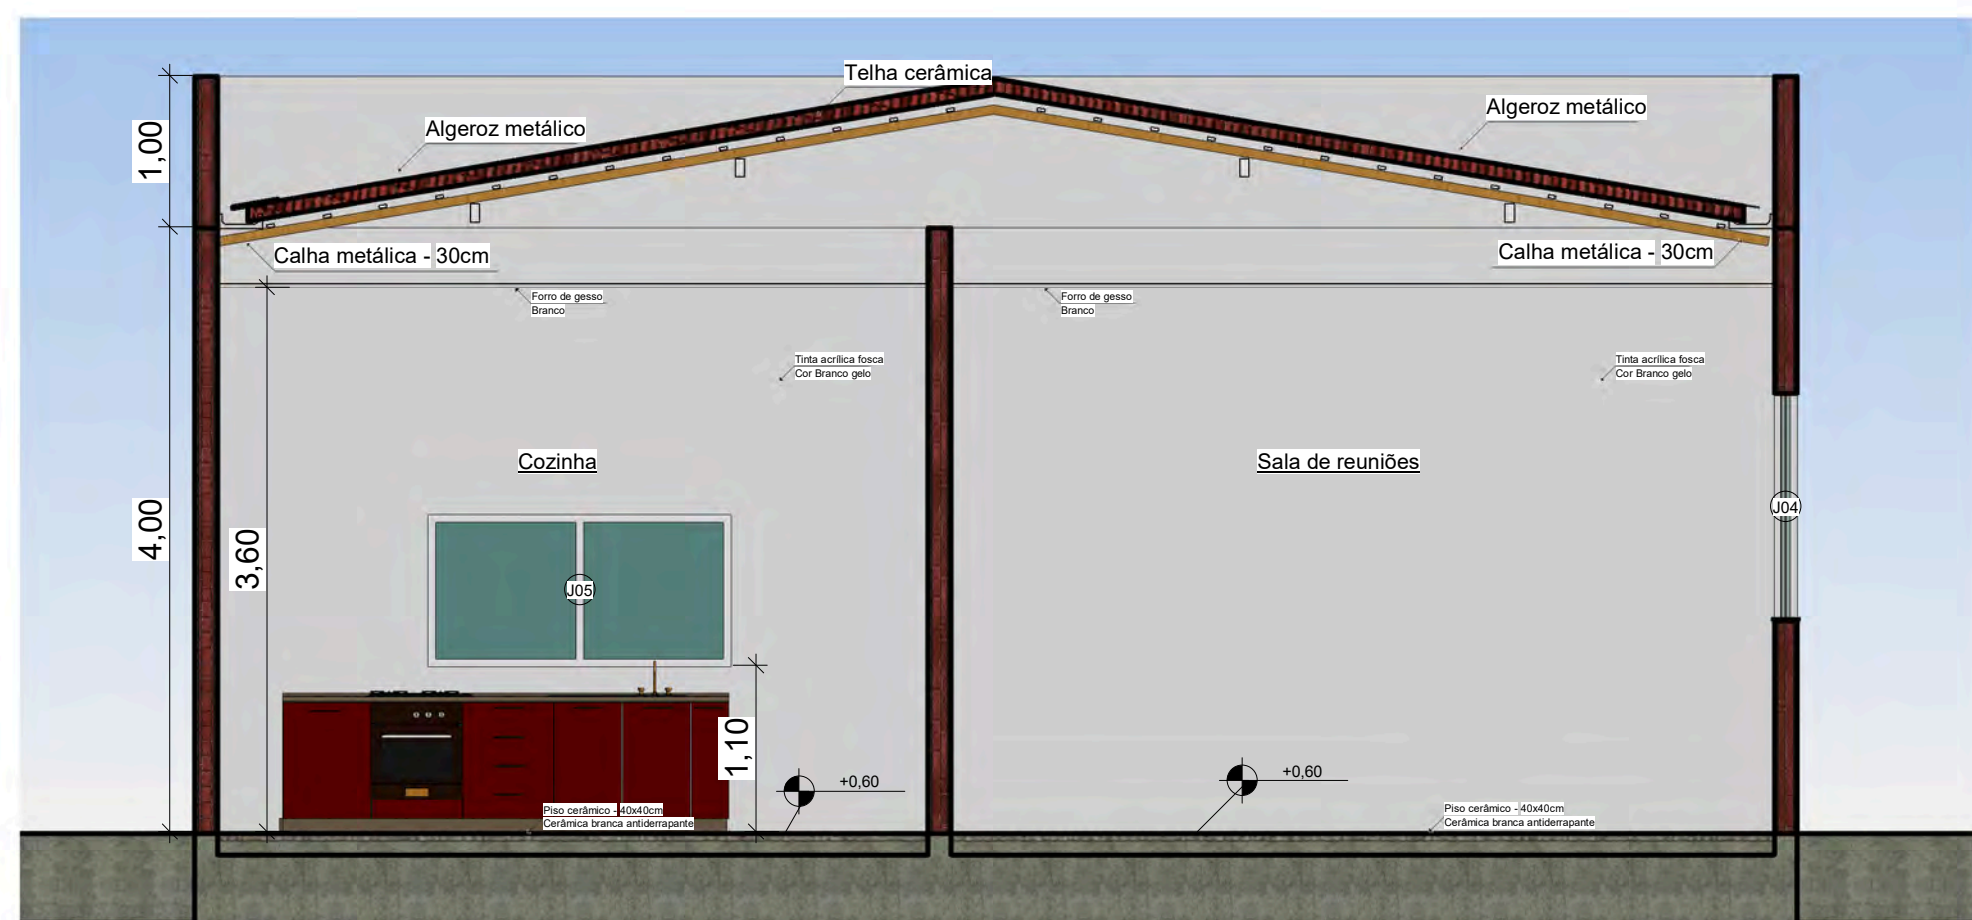 Telha cerâmica
Algeroz metálico
Algeroz metálico
1,00
Calha metálica - 30cm
Calha metálica - 30cm
Forro de gesso
Branco
Forro de gesso
Branco
Tinta acrílica fosca
Cor Branco gelo
Tinta acrílica fosca
Cor Branco gelo
Cozinha
Sala de reuniões
4,00
3,60
J04
J05
1,10
+0,60
+0,60
Piso cerâmico - 40x40cm
Cerâmica branca antiderrapante
Piso cerâmico - 40x40cm
Cerâmica branca antiderrapante